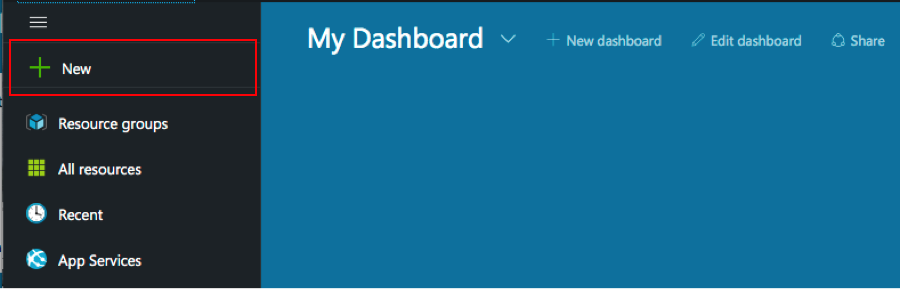 My Dashboard New dashboard Edit dashboard Share
New
Resource groups
All resources
Recent
App Services